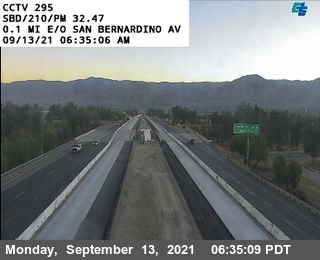 CCTV 295
SBD/210/PM 32.47
0.1 MI E/O SAN BERNARDINO AV
09/13/21 06:35:06 AM
Monday, September 13, 2021 06:35:09 PDT